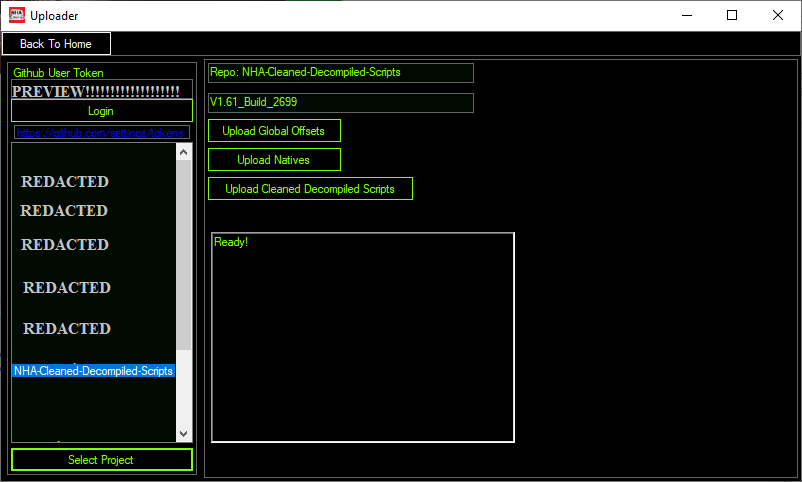 NHA
Uploader
Back To Home
Github User Token
PREVIEW!!!!!!!!!!!!!!!!!!!
Login
https://github.com/settings/tokens
REDACTED
REDACTED
REDACTED
REDACTED
REDACTED
NHA-Cleaned-Decompiled-Scripts
Select Project
Repo: NHA-Cleaned-Decompiled-Scripts
V1.61_Build_2699
Upload Global Offsets
Upload Natives
Upload Cleaned Decompiled Scripts
Ready!